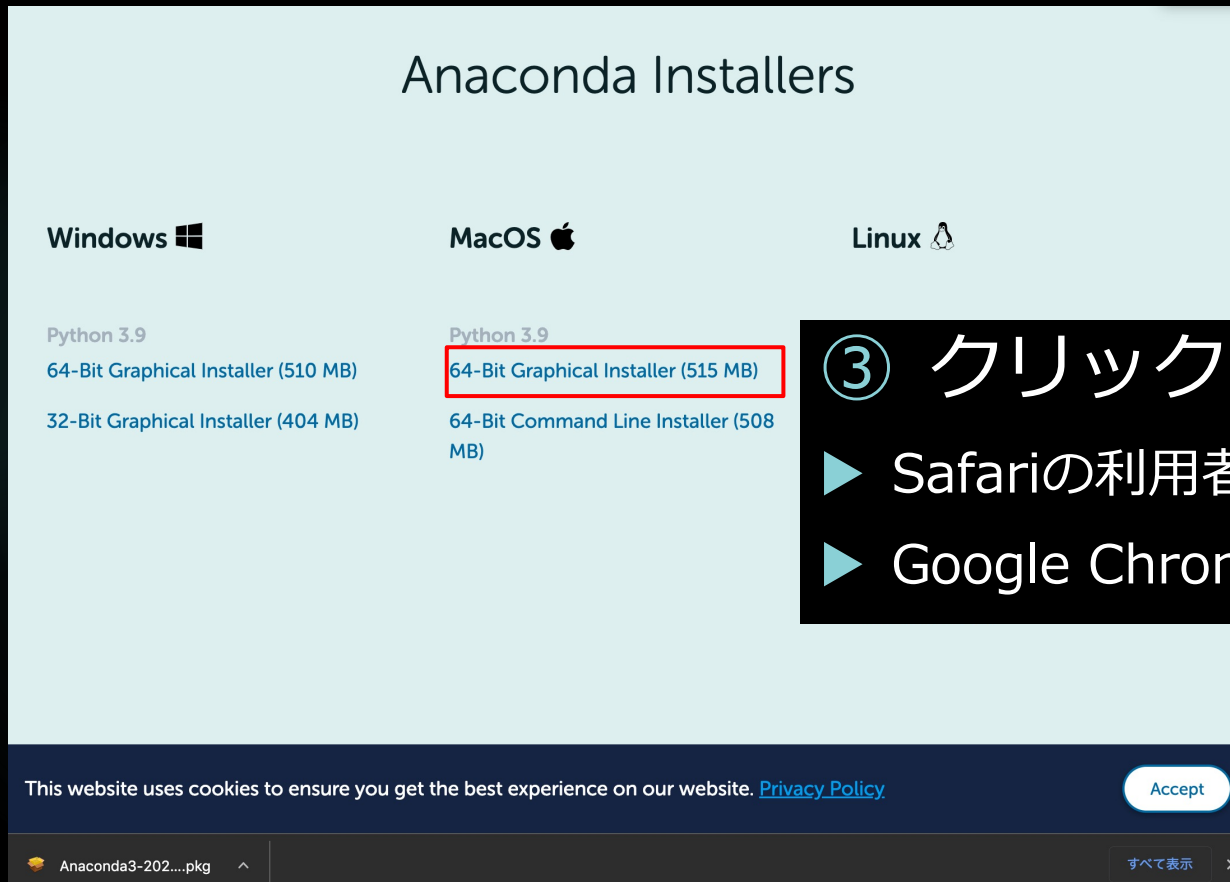 Anaconda Installers
Windows
MacOS
Linux
Python 3.9
64-Bit Graphical Installer (510 MB)
32-Bit Graphical Installer (404 MB)
Python 3.9
64-Bit Graphical Installer (515 MB)
64-Bit Command Line Installer (508
MB)
③ クリック
Safariの利用
Google Chro
This website uses cookies to ensure you get the best experience on our website. Privacy Policy
Accept
Anaconda3-202....pkg
すべて表示